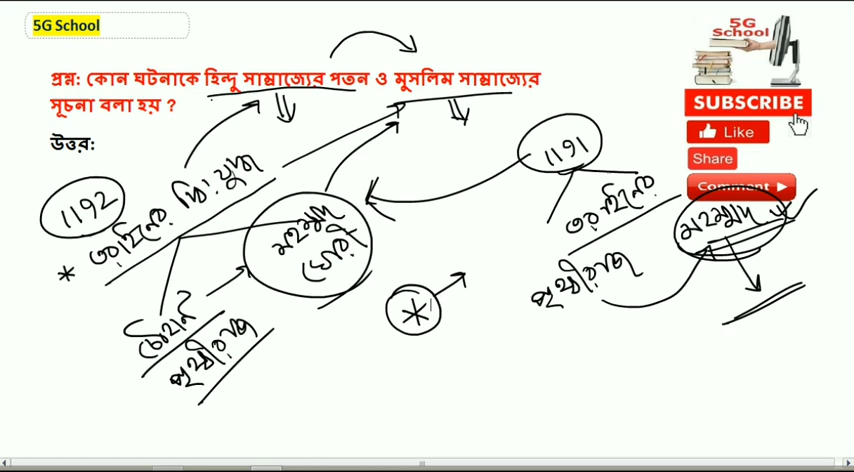 5G School
5G
School
প্রশ্ন: কোন ঘটনাকে হিন্দু সাম্রাজ্যের পতন ও মুসলিম সাম্রাজ্যের
সূচনা বলা হয় ?
SUBSCRIBE
Like
Share
Comment
উত্তর:
1191
1192
* তরাইনের দ্বি: যুদ্ধ
মহম্মদ
ঘোরী
চৌহান
পৃথ্বীরাজ
তরাইনের
মহম্মদ
পৃথ্বীরাজ
*